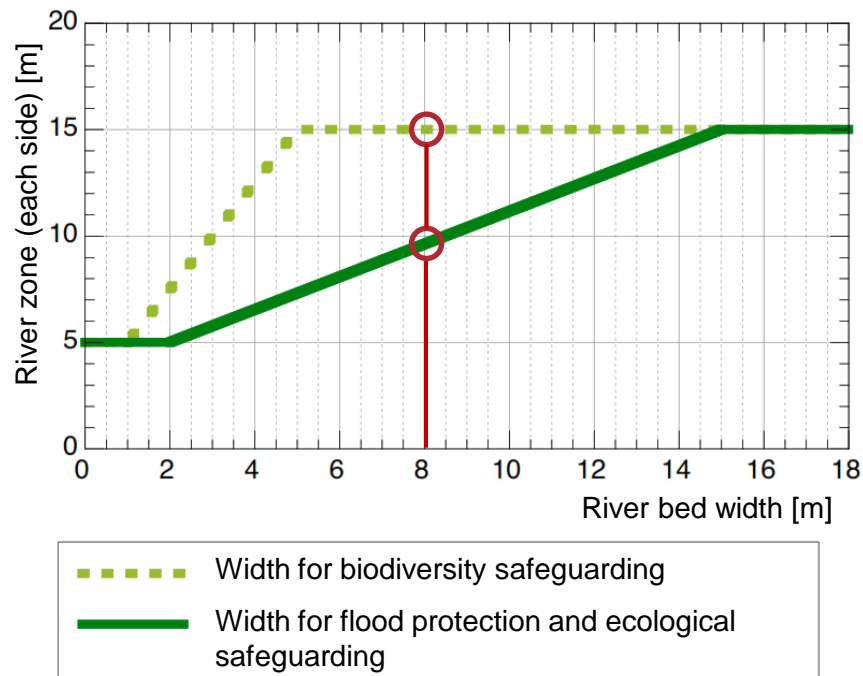 River zone (each side) [m]
20
15
10
5
0
0 2 4 6 8 10 12 14 16 18
River bed width [m]
Width for biodiversity safeguarding
Width for flood protection and ecological
safeguarding